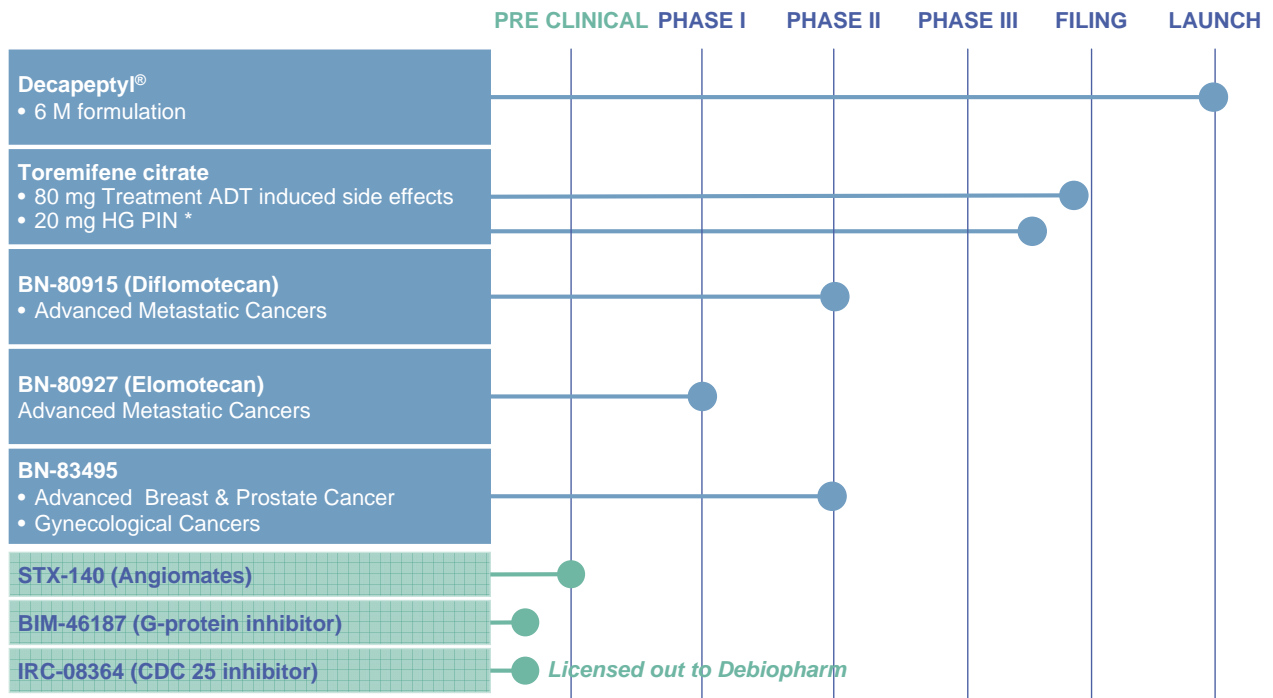 PRE CLINICAL PHASE I PHASE II PHASE III FILING LAUNCH
Decapeptyl®
• 6 M formulation
Toremifene citrate
• 80 mg Treatment ADT induced side effects
• 20 mg HG PIN *
BN-80915 (Diflomotecan)
• Advanced Metastatic Cancers
BN-80927 (Elomotecan)
Advanced Metastatic Cancers
BN-83495
• Advanced Breast & Prostate Cancer
• Gynecological Cancers
STX-140 (Angiomates)
BIM-46187 (G-protein inhibitor)
IRC-08364 (CDC 25 inhibitor) Licensed out to Debiopharm